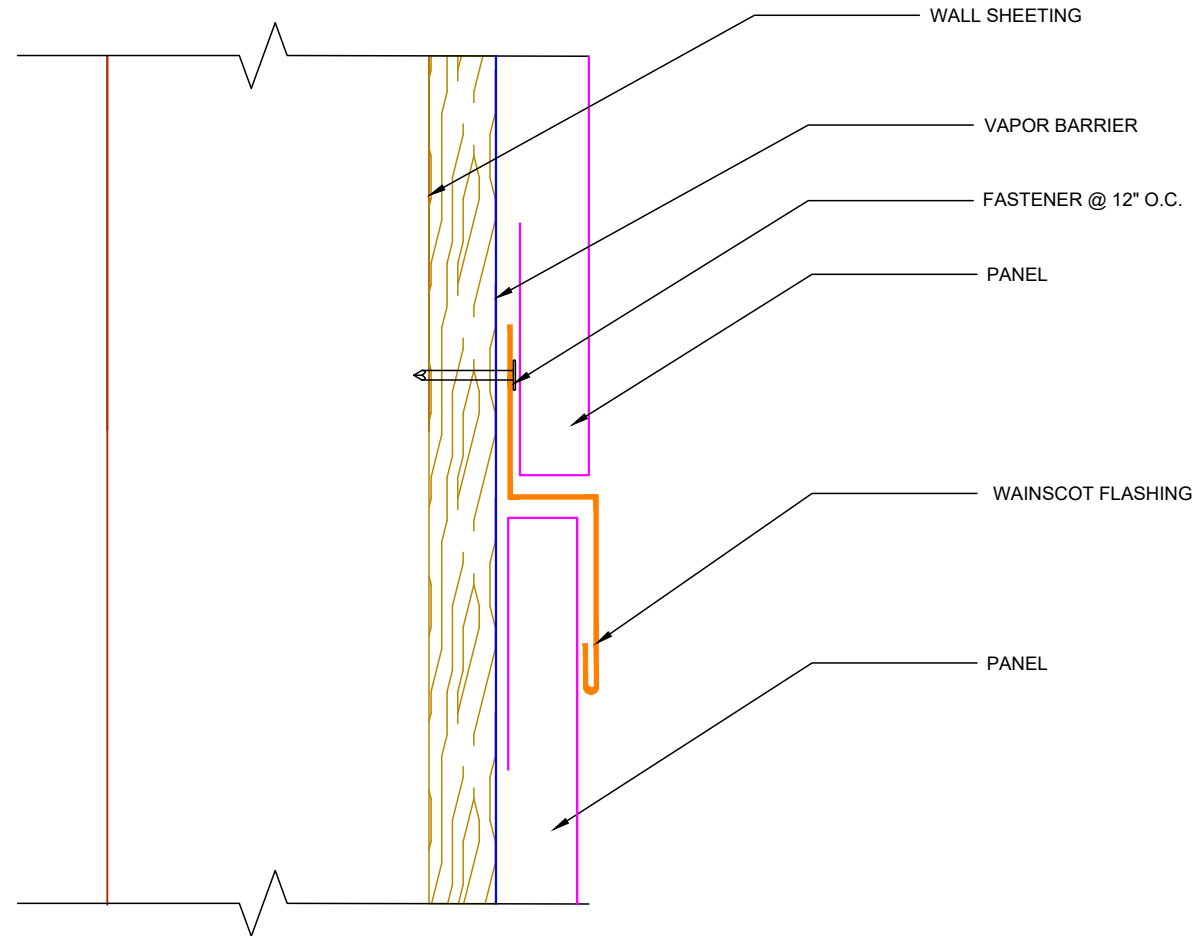 WALL SHEETING
VAPOR BARRIER
FASTENER @ 12" O.C.
PANEL
WAINSCOT FLASHING
PANEL